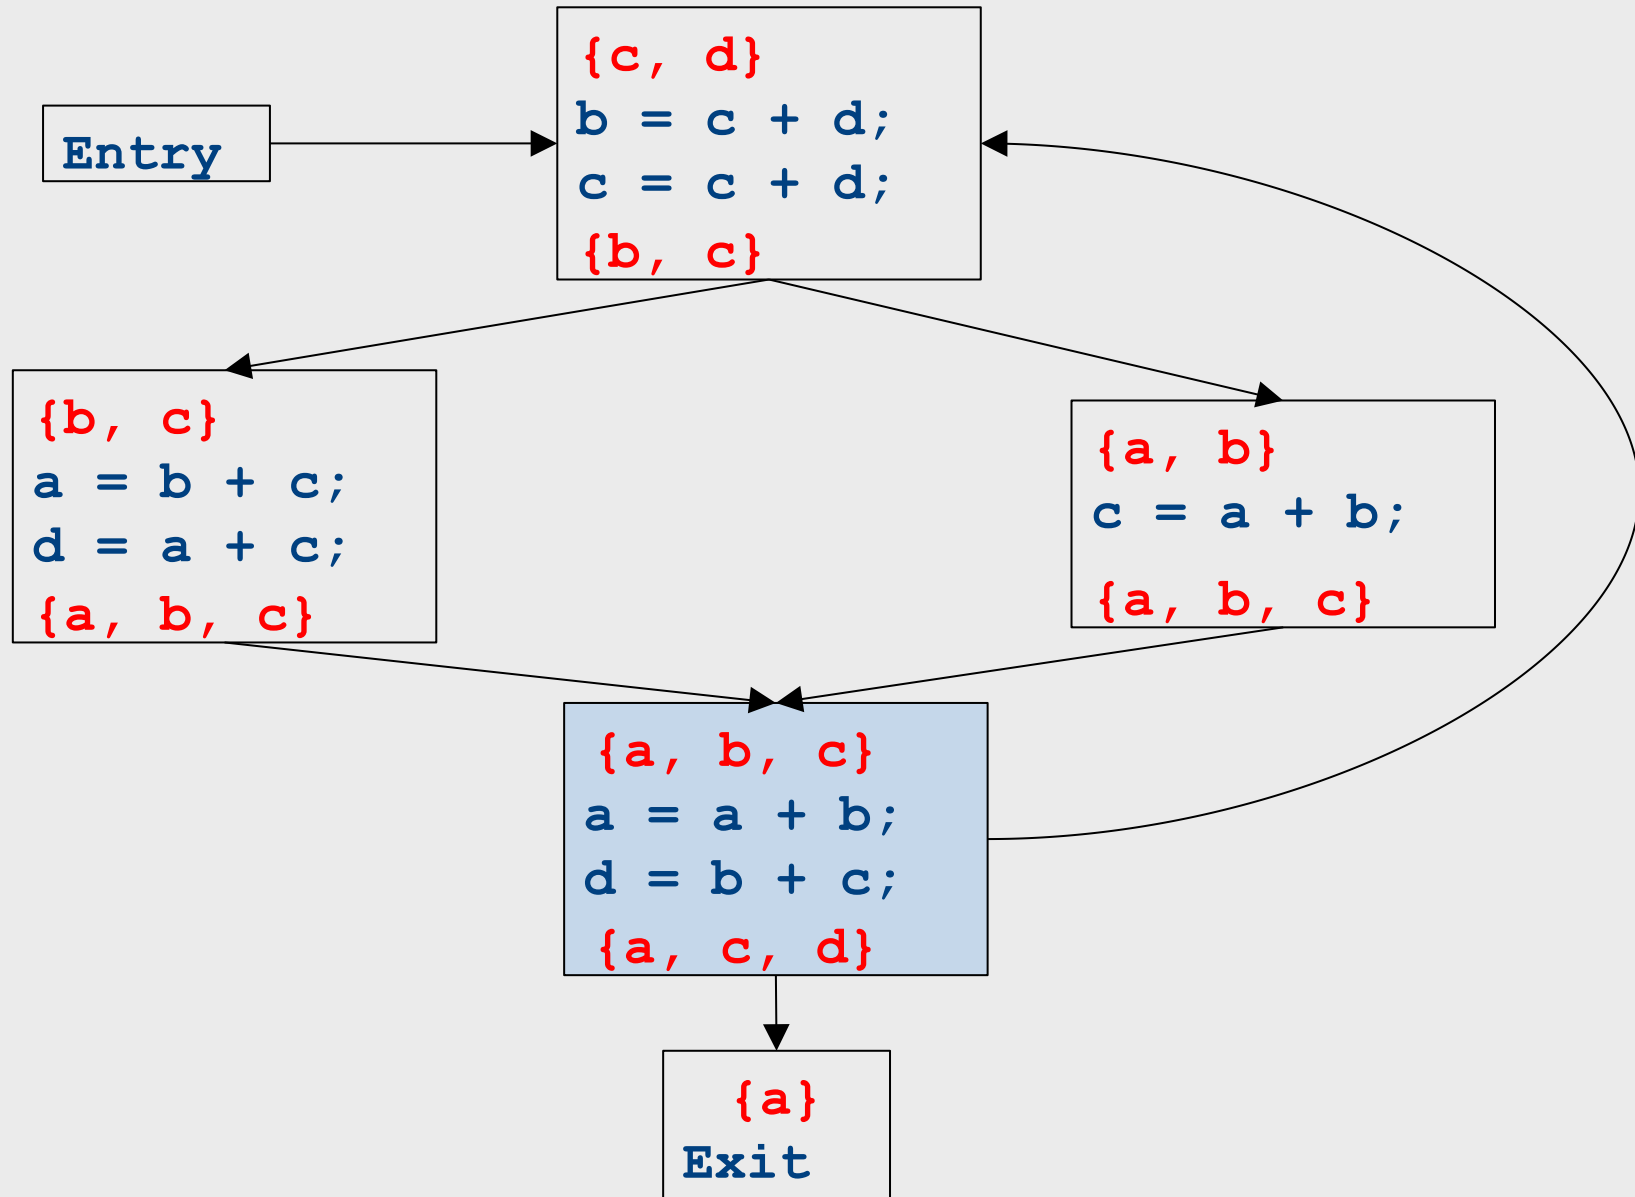 {c, d}
b = c + d;
c = c + d;
{b, c}
Entry
{b, c}
a = b + c;
d = a + c;
{a, b, c}
{a, b}
c = a + b;
{a, b, c}
{a, b, c}
a = a + b;
d = b + c;
{a, c, d}
{a}
Exit